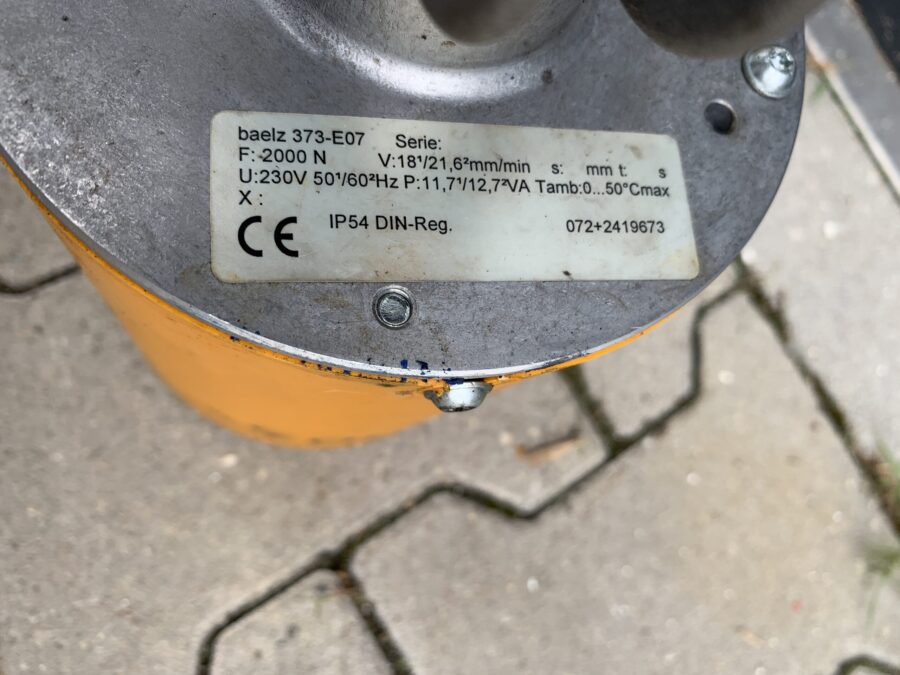 baelz 373-E07 Serie:
F: 2000 N V:18¹/21,6²mm/min s: mm t: s
U:230V 50¹/60²Hz P:11,7¹/12,7²VA Tamb:0...50°Cmax
X :
CE IP54 DIN-Reg. 072+2419673